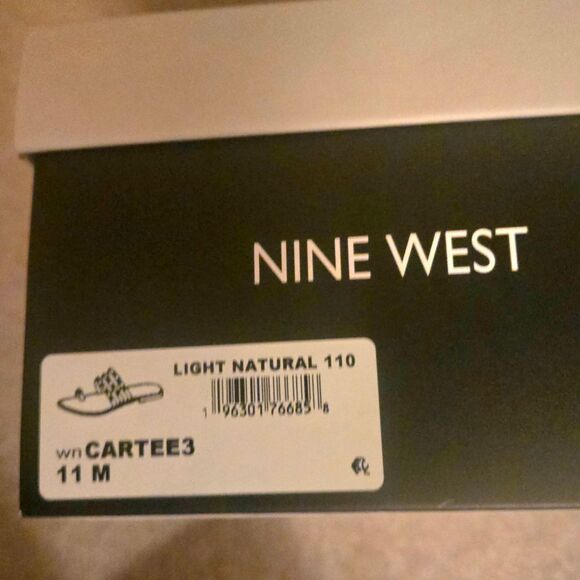 NINE WEST
LIGHT NATURAL 110
1 96301 76685 8
wn CARTEE3
11 M